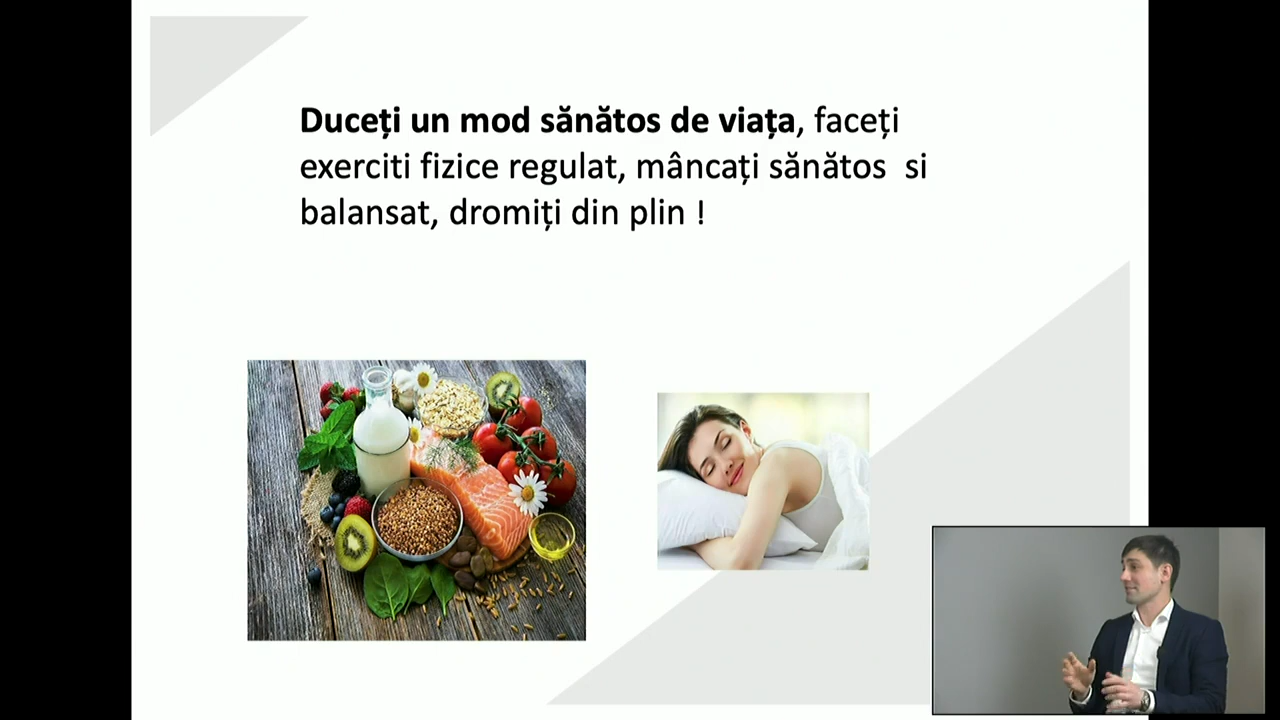 Duceți un mod sănătos de viața, faceți
exerciti fizice regulat, mâncați sănătos  si
balansat, dromiți din plin !